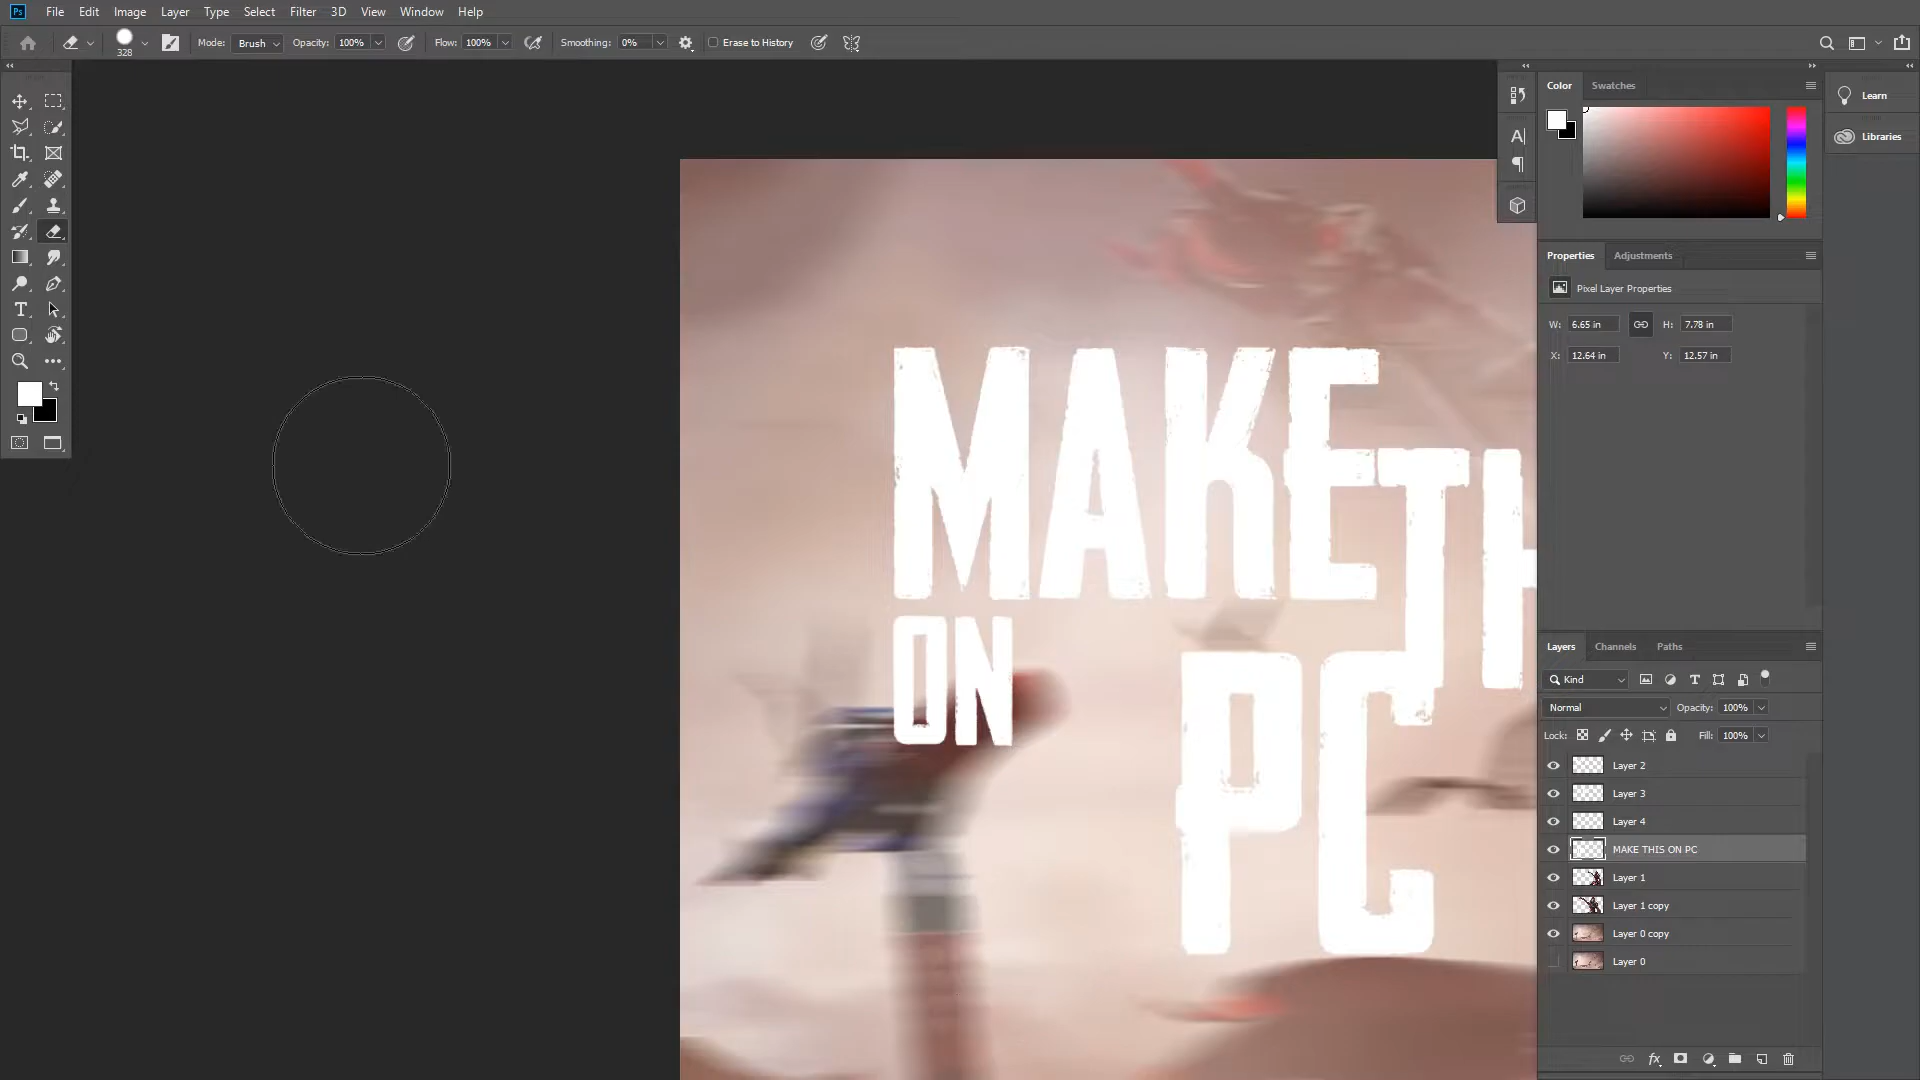 Ps File Edit Image Layer Type Select Filter 3D View Window Help
328 Mode: Brush Opacity: 100% Flow: 100% Smoothing: 0% Erase to History
Color Swatches
Learn
Libraries
Properties Adjustments
Pixel Layer Properties
W: 6.65 in H: 7.78 in
X: 12.64 in Y: 12.57 in
MAKE
TH
ON
PC
Layers Channels Paths
Kind
Normal Opacity: 100%
Lock: Fill: 100%
Layer 2
Layer 3
Layer 4
MAKE THIS ON PC
Layer 1
Layer 1 copy
Layer 0 copy
Layer 0
fx